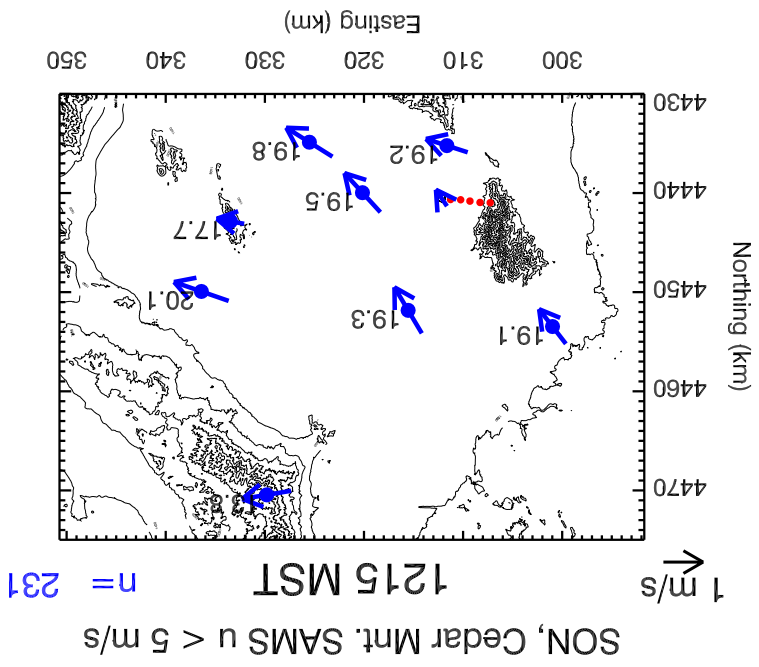 SON, Cedar Mnt. SAMS u < 5 m/s
1 m/s
1215 MST
n= 231
Northing (km)
4470
4460
4450
4440
4430
19.1
19.3
20.1
17.7
19.5
19.2
19.8
300 310 320 330 340 350
Easting (km)